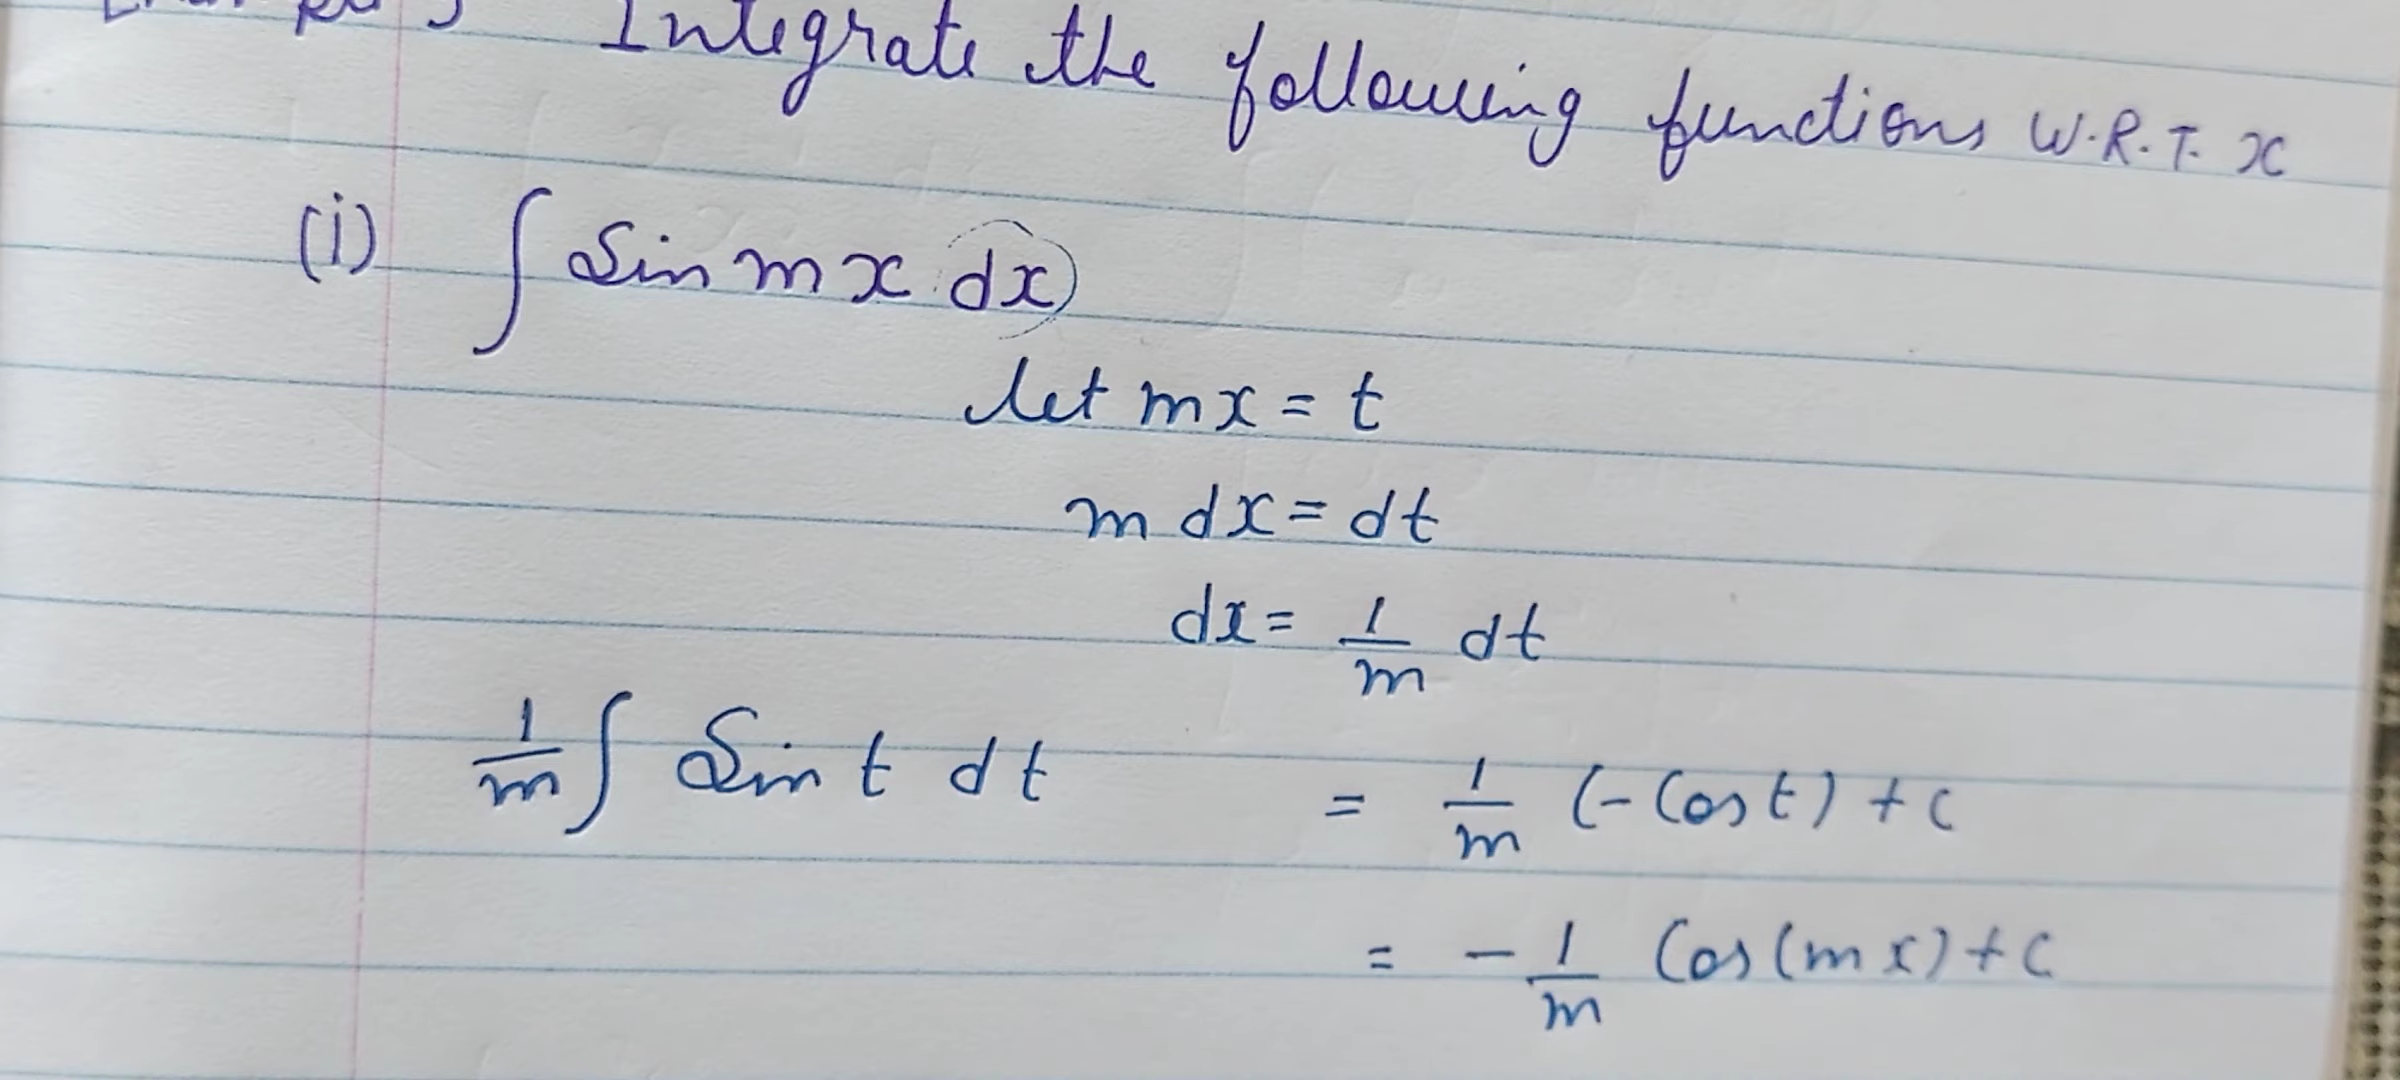 Integrate the following functions W.R.T. x
(i) ∫ Sin mx dx
let mx = t
m dx = dt
dx = 1/m dt
1/m ∫ Sin t dt = 1/m (-Cos t) + c
= -1/m Cos(mx) + c